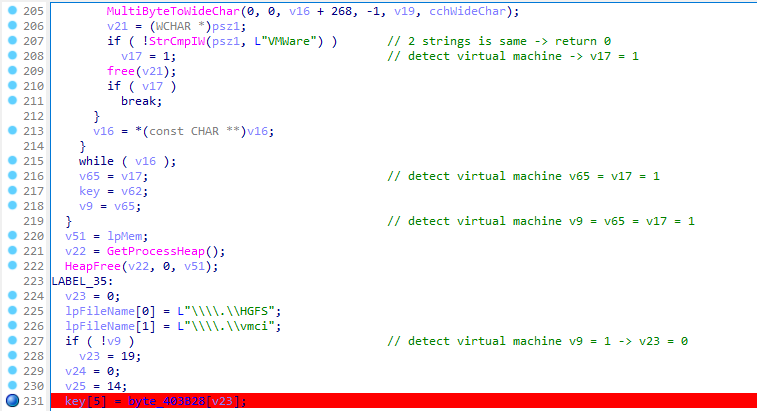 205 MultiByteToWideChar(0, 0, v16 + 268, -1, v19, cchWideChar);
206 v21 = (WCHAR *)psz1;
207 if ( !StrCmpIW(psz1, L"VMWare") ) // 2 strings is same -> return 0
208 v17 = 1; // detect virtual machine -> v17 = 1
209 free(v21);
210 if ( v17 )
211 break;
212 }
213 v16 = *(const CHAR **)v16;
214 }
215 while ( v16 );
216 v65 = v17; // detect virtual machine v65 = v17 = 1
217 key = v62;
218 v9 = v65;
219 } // detect virtual machine v9 = v65 = v17 = 1
220 v51 = lpMem;
221 v22 = GetProcessHeap();
222 HeapFree(v22, 0, v51);
223 LABEL_35:
224 v23 = 0;
225 lpFileName[0] = L"\\\\.\\HGFS";
226 lpFileName[1] = L"\\\\.\\vmci";
227 if ( !v9 ) // detect virtual machine v9 = 1 -> v23 = 0
228 v23 = 19;
229 v24 = 0;
230 v25 = 14;
231 key[5] = byte_403B28[v23];